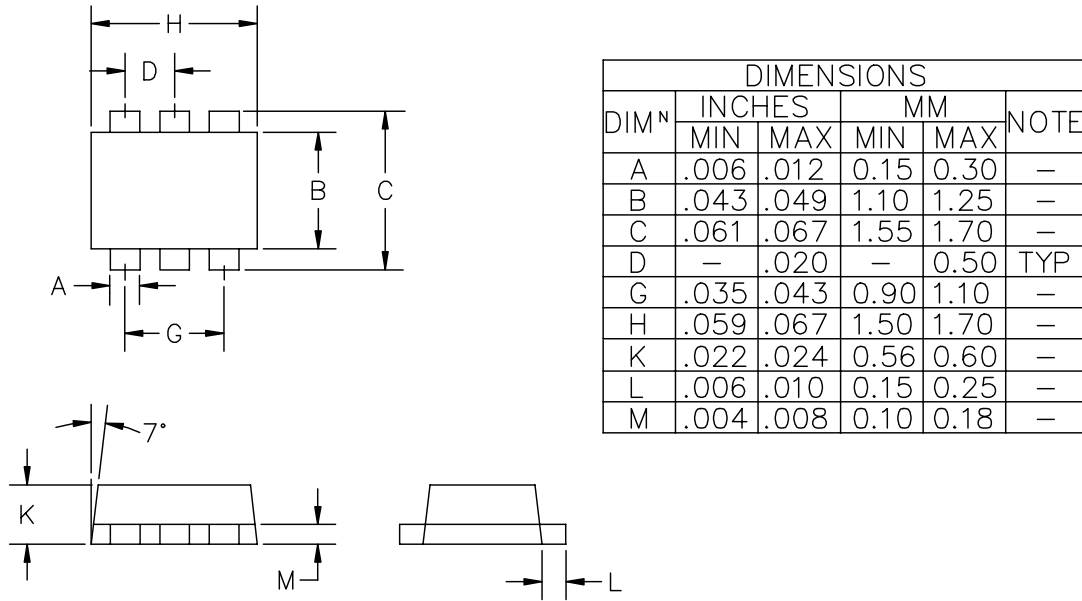 H
D
B
C
A
G
7°
K
M
L
DIMENSIONS
DIMᴺ INCHES MM NOTE
MIN MAX MIN MAX
A .006 .012 0.15 0.30 –
B .043 .049 1.10 1.25 –
C .061 .067 1.55 1.70 –
D – .020 – 0.50 TYP
G .035 .043 0.90 1.10 –
H .059 .067 1.50 1.70 –
K .022 .024 0.56 0.60 –
L .006 .010 0.15 0.25 –
M .004 .008 0.10 0.18 –